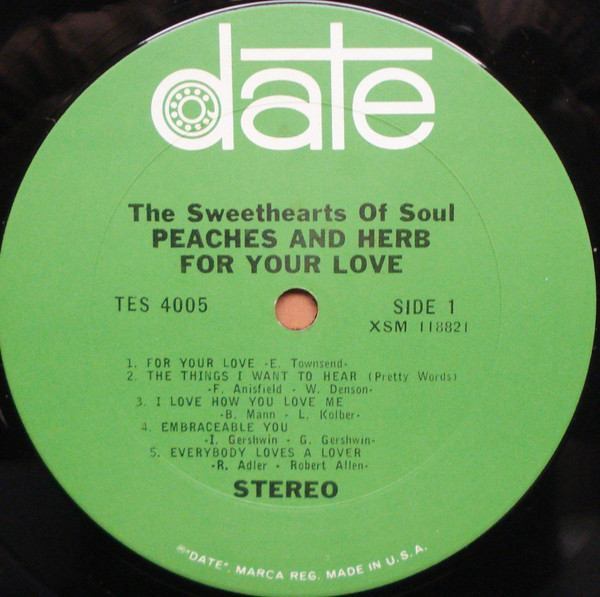 date
The Sweethearts Of Soul
PEACHES AND HERB
FOR YOUR LOVE
TES 4005
SIDE 1
XSM 118821
1. FOR YOUR LOVE -E. Townsend-
2. THE THINGS I WANT TO HEAR (Pretty Words)
-F. Anisfield - W. Denson-
3. I LOVE HOW YOU LOVE ME
-B. Mann - L. Kolber-
4. EMBRACEABLE YOU
-I. Gershwin - G. Gershwin-
5. EVERYBODY LOVES A LOVER
-R. Adler - Robert Allen-
STEREO
®"DATE". MARCA REG. MADE IN U.S.A.